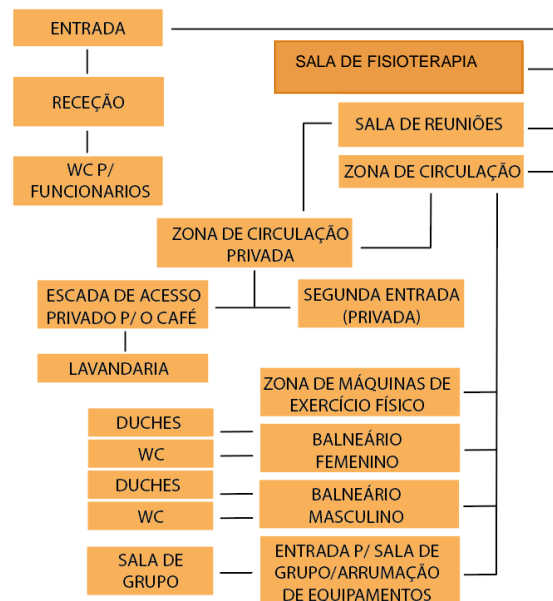 ENTRADA
SALA DE FISIOTERAPIA
RECEÇÃO
SALA DE REUNIÕES
WC P/
FUNCIONARIOS
ZONA DE CIRCULAÇÃO
ZONA DE CIRCULAÇÃO
PRIVADA
ESCADA DE ACESSO
PRIVADO P/ O CAFÉ
SEGUNDA ENTRADA
(PRIVADA)
LAVANDARIA
ZONA DE MÁQUINAS DE
EXERCÍCIO FÍSICO
DUCHES
WC
BALNEÁRIO
FEMENINO
DUCHES
WC
BALNEÁRIO
MASCULINO
SALA DE
GRUPO
ENTRADA P/ SALA DE
GRUPO/ARRUMAÇÃO
DE EQUIPAMENTOS